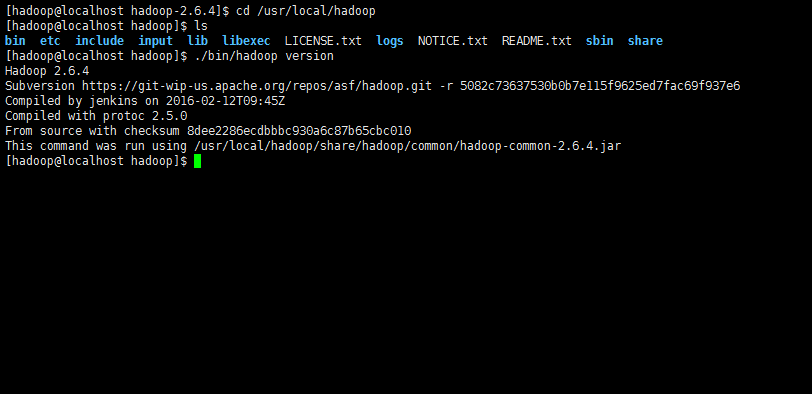 [hadoop@localhost hadoop-2.6.4]$ cd /usr/local/hadoop
[hadoop@localhost hadoop]$ ls
bin etc include input lib libexec LICENSE.txt logs NOTICE.txt README.txt sbin share
[hadoop@localhost hadoop]$ ./bin/hadoop version
Hadoop 2.6.4
Subversion https://git-wip-us.apache.org/repos/asf/hadoop.git -r 5082c73637530b0b7e115f9625ed7fac69f937e6
Compiled by jenkins on 2016-02-12T09:45Z
Compiled with protoc 2.5.0
From source with checksum 8dee2286ecdbbbc930a6c87b65cbc010
This command was run using /usr/local/hadoop/share/hadoop/common/hadoop-common-2.6.4.jar
[hadoop@localhost hadoop]$